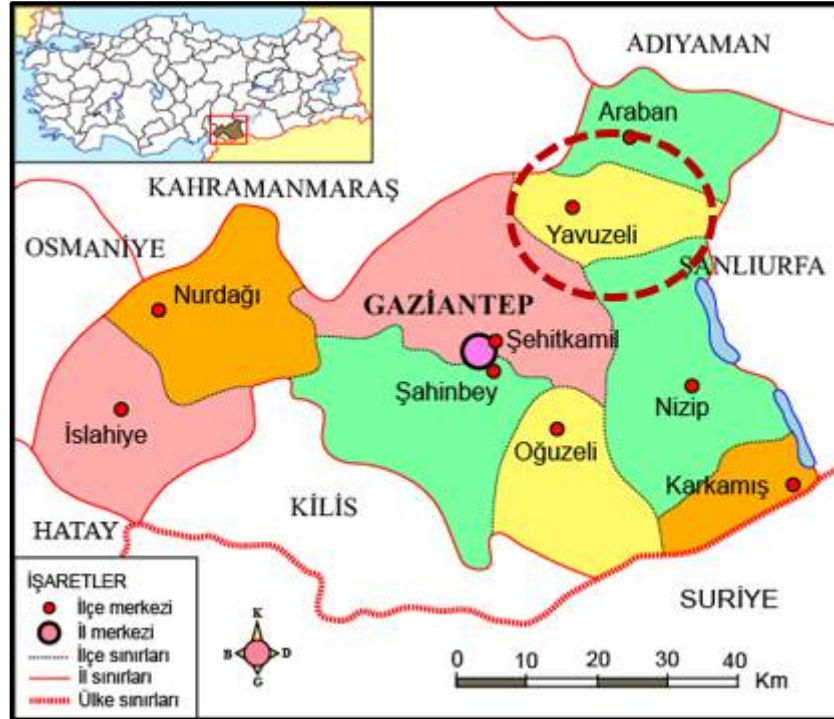 ADIYAMAN
Araban
KAHRAMANMARAŞ
Yavuzeli
OSMANİYE
ŞANLIURFA
Nurdağı
GAZİANTEP
Şehitkamil
Şahinbey
Nizip
İslahiye
Oğuzeli
Karkamış
KİLİS
HATAY
İŞARETLER
İlçe merkezi
İl merkezi
İlçe sınırları
İl sınırları
Ülke sınırları
K
B D
G
SURİYE
0 10 20 30 40
Km